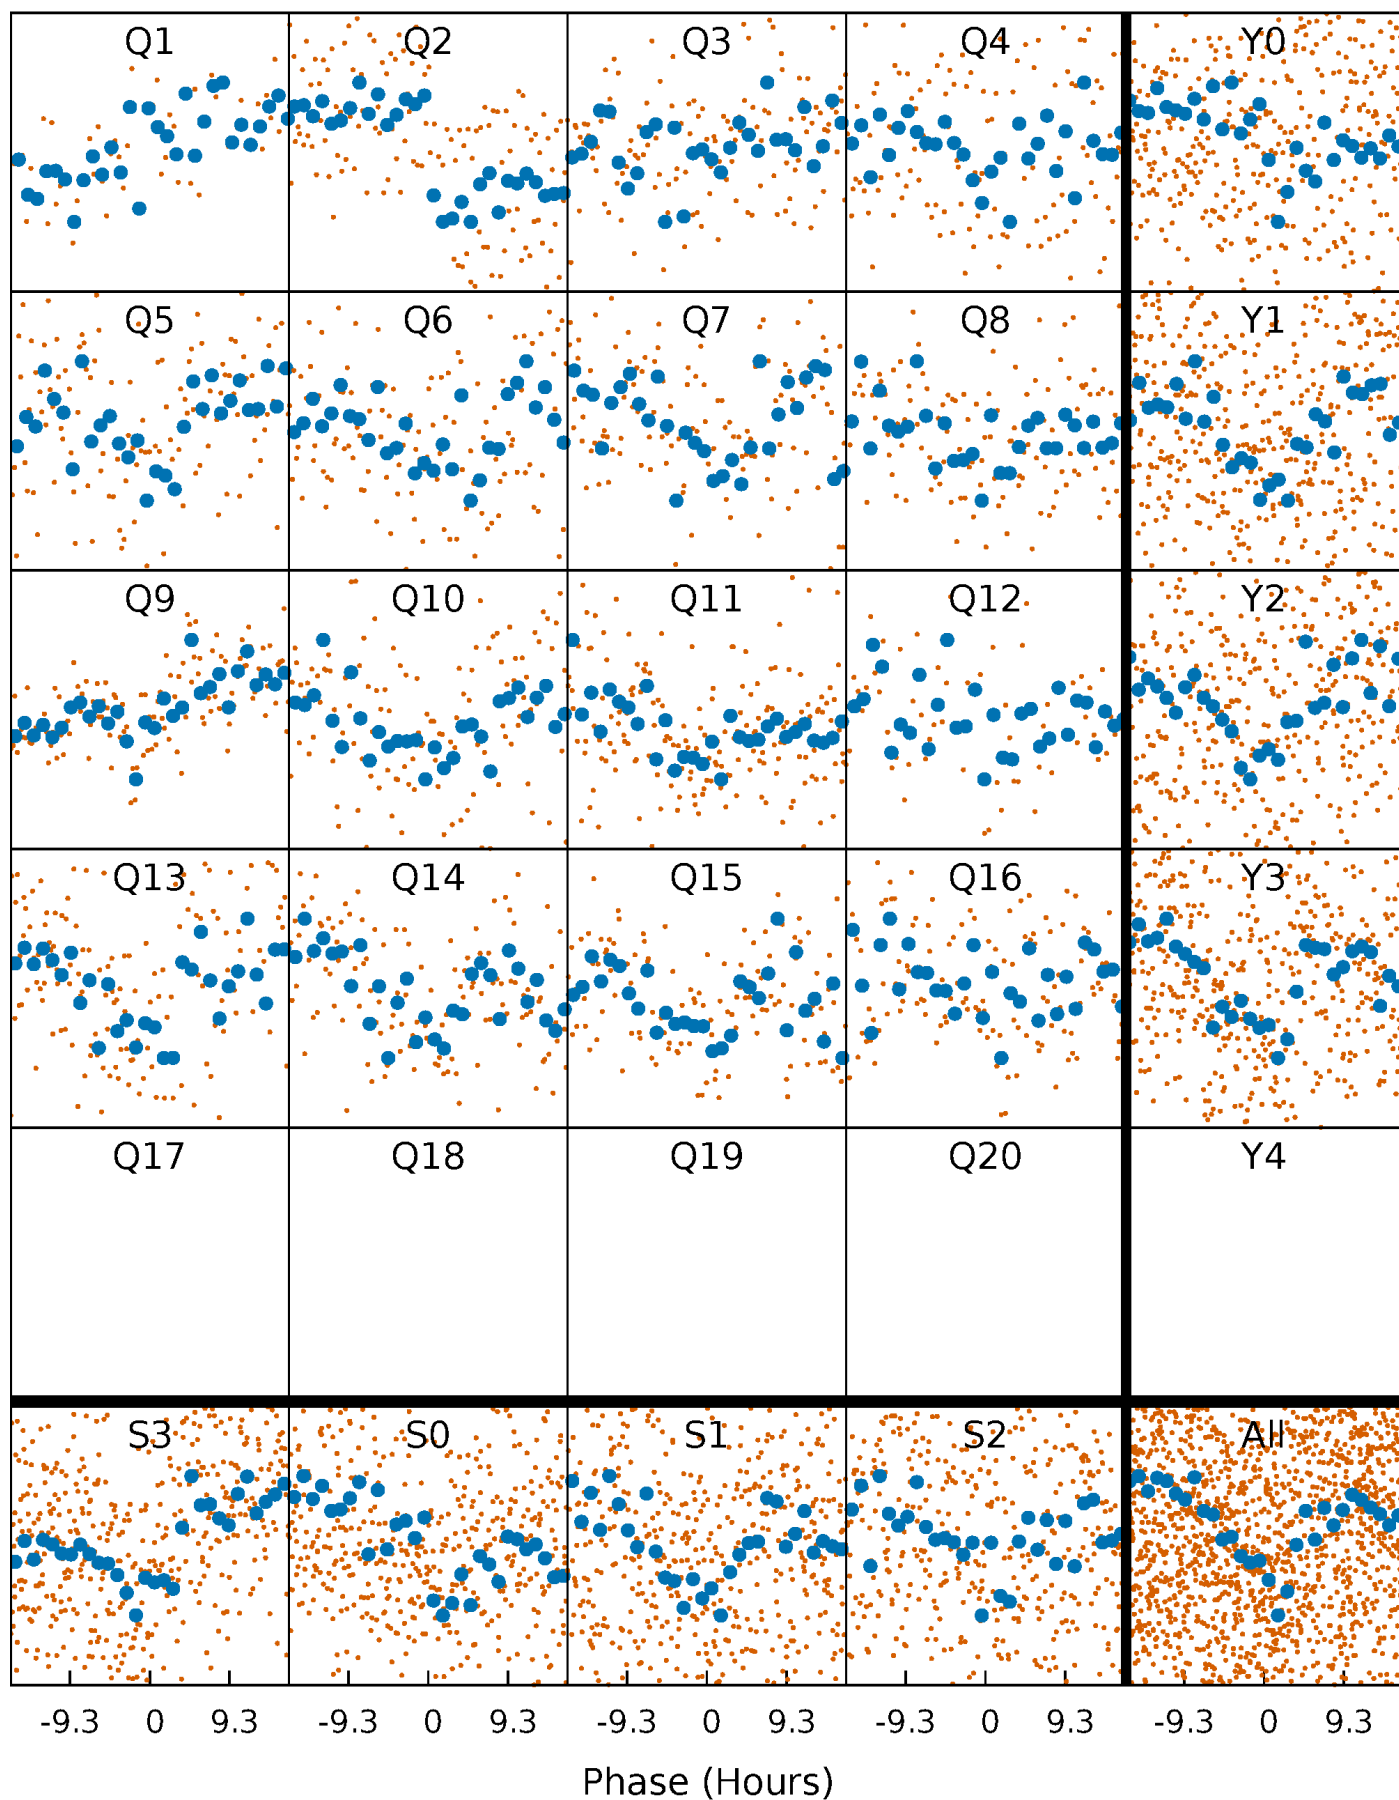 Q1 Q2 Q3 Q4 Y0
Q5 Q6 Q7 Q8 Y1
Q9 Q10 Q11 Q12 Y2
Q13 Q14 Q15 Q16 Y3
Q17 Q18 Q19 Q20 Y4
S3 S0 S1 S2 All
-9.3 0 9.3 -9.3 0 9.3 -9.3 0 9.3 -9.3 0 9.3 -9.3 0 9.3
Phase (Hours)